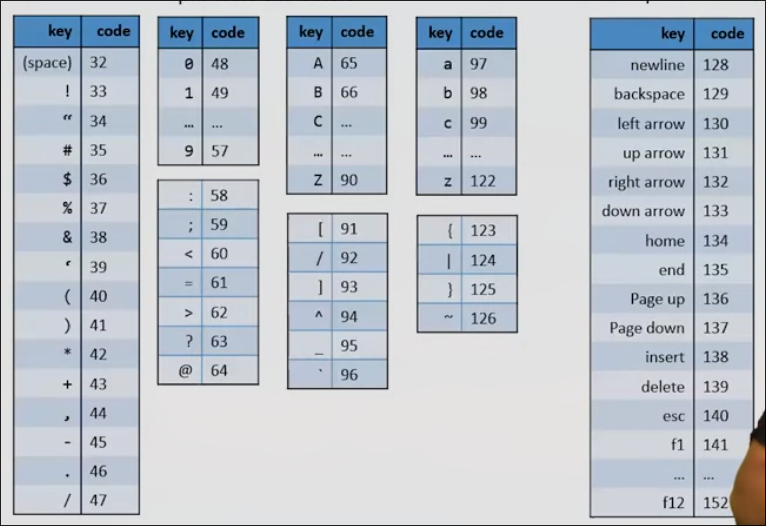 key code
(space) 32
! 33
“ 34
# 35
$ 36
% 37
& 38
‘ 39
( 40
) 41
* 42
+ 43
, 44
- 45
. 46
/ 47
key code
0 48
1 49
… …
9 57
: 58
; 59
< 60
= 61
> 62
? 63
@ 64
key code
A 65
B 66
C …
… …
Z 90
[ 91
/ 92
] 93
^ 94
_ 95
` 96
key code
a 97
b 98
c 99
… …
z 122
{ 123
| 124
} 125
~ 126
key code
newline 128
backspace 129
left arrow 130
up arrow 131
right arrow 132
down arrow 133
home 134
end 135
Page up 136
Page down 137
insert 138
delete 139
esc 140
f1 141
… …
f12 152